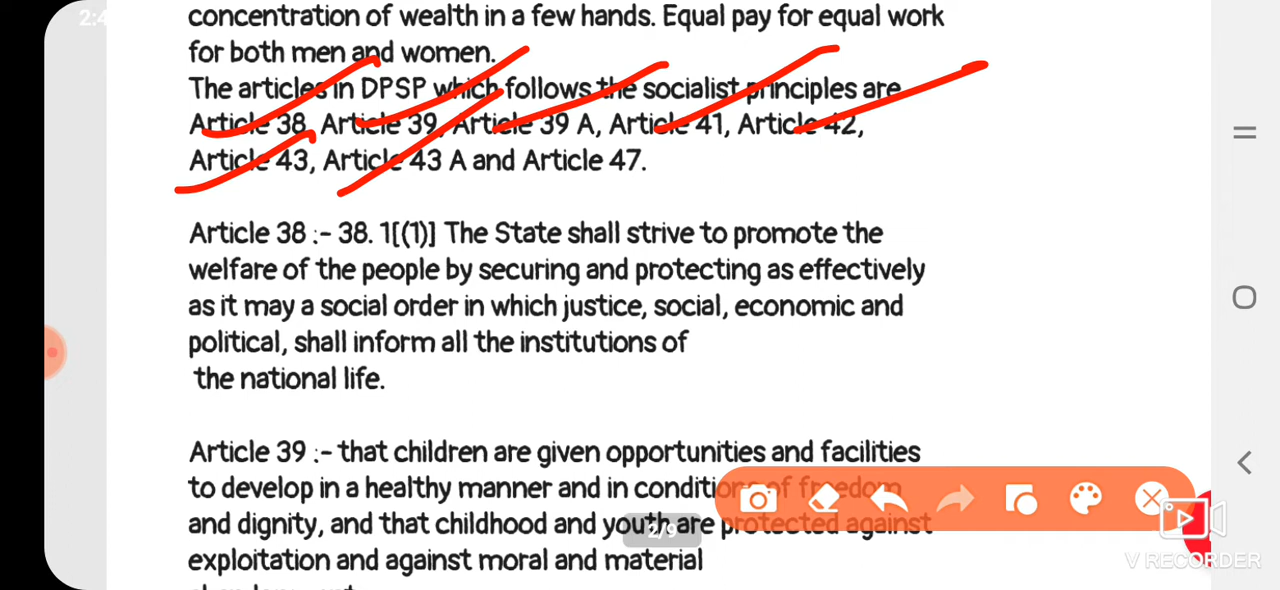 2:4
concentration of wealth in a few hands. Equal pay for equal work
for both men and women.
The articles in DPSP which follows the socialist principles are
Article 38, Article 39, Article 39 A, Article 41, Article 42,
Article 43, Article 43 A and Article 47.
Article 38 :- 38. 1[(1)] The State shall strive to promote the
welfare of the people by securing and protecting as effectively
as it may a social order in which justice, social, economic and
political, shall inform all the institutions of
the national life.
Article 39 :- that children are given opportunities and facilities
to develop in a healthy manner and in conditions of freedom
and dignity, and that childhood and youth are protected against
2/9
exploitation and against moral and material
V RECORDER